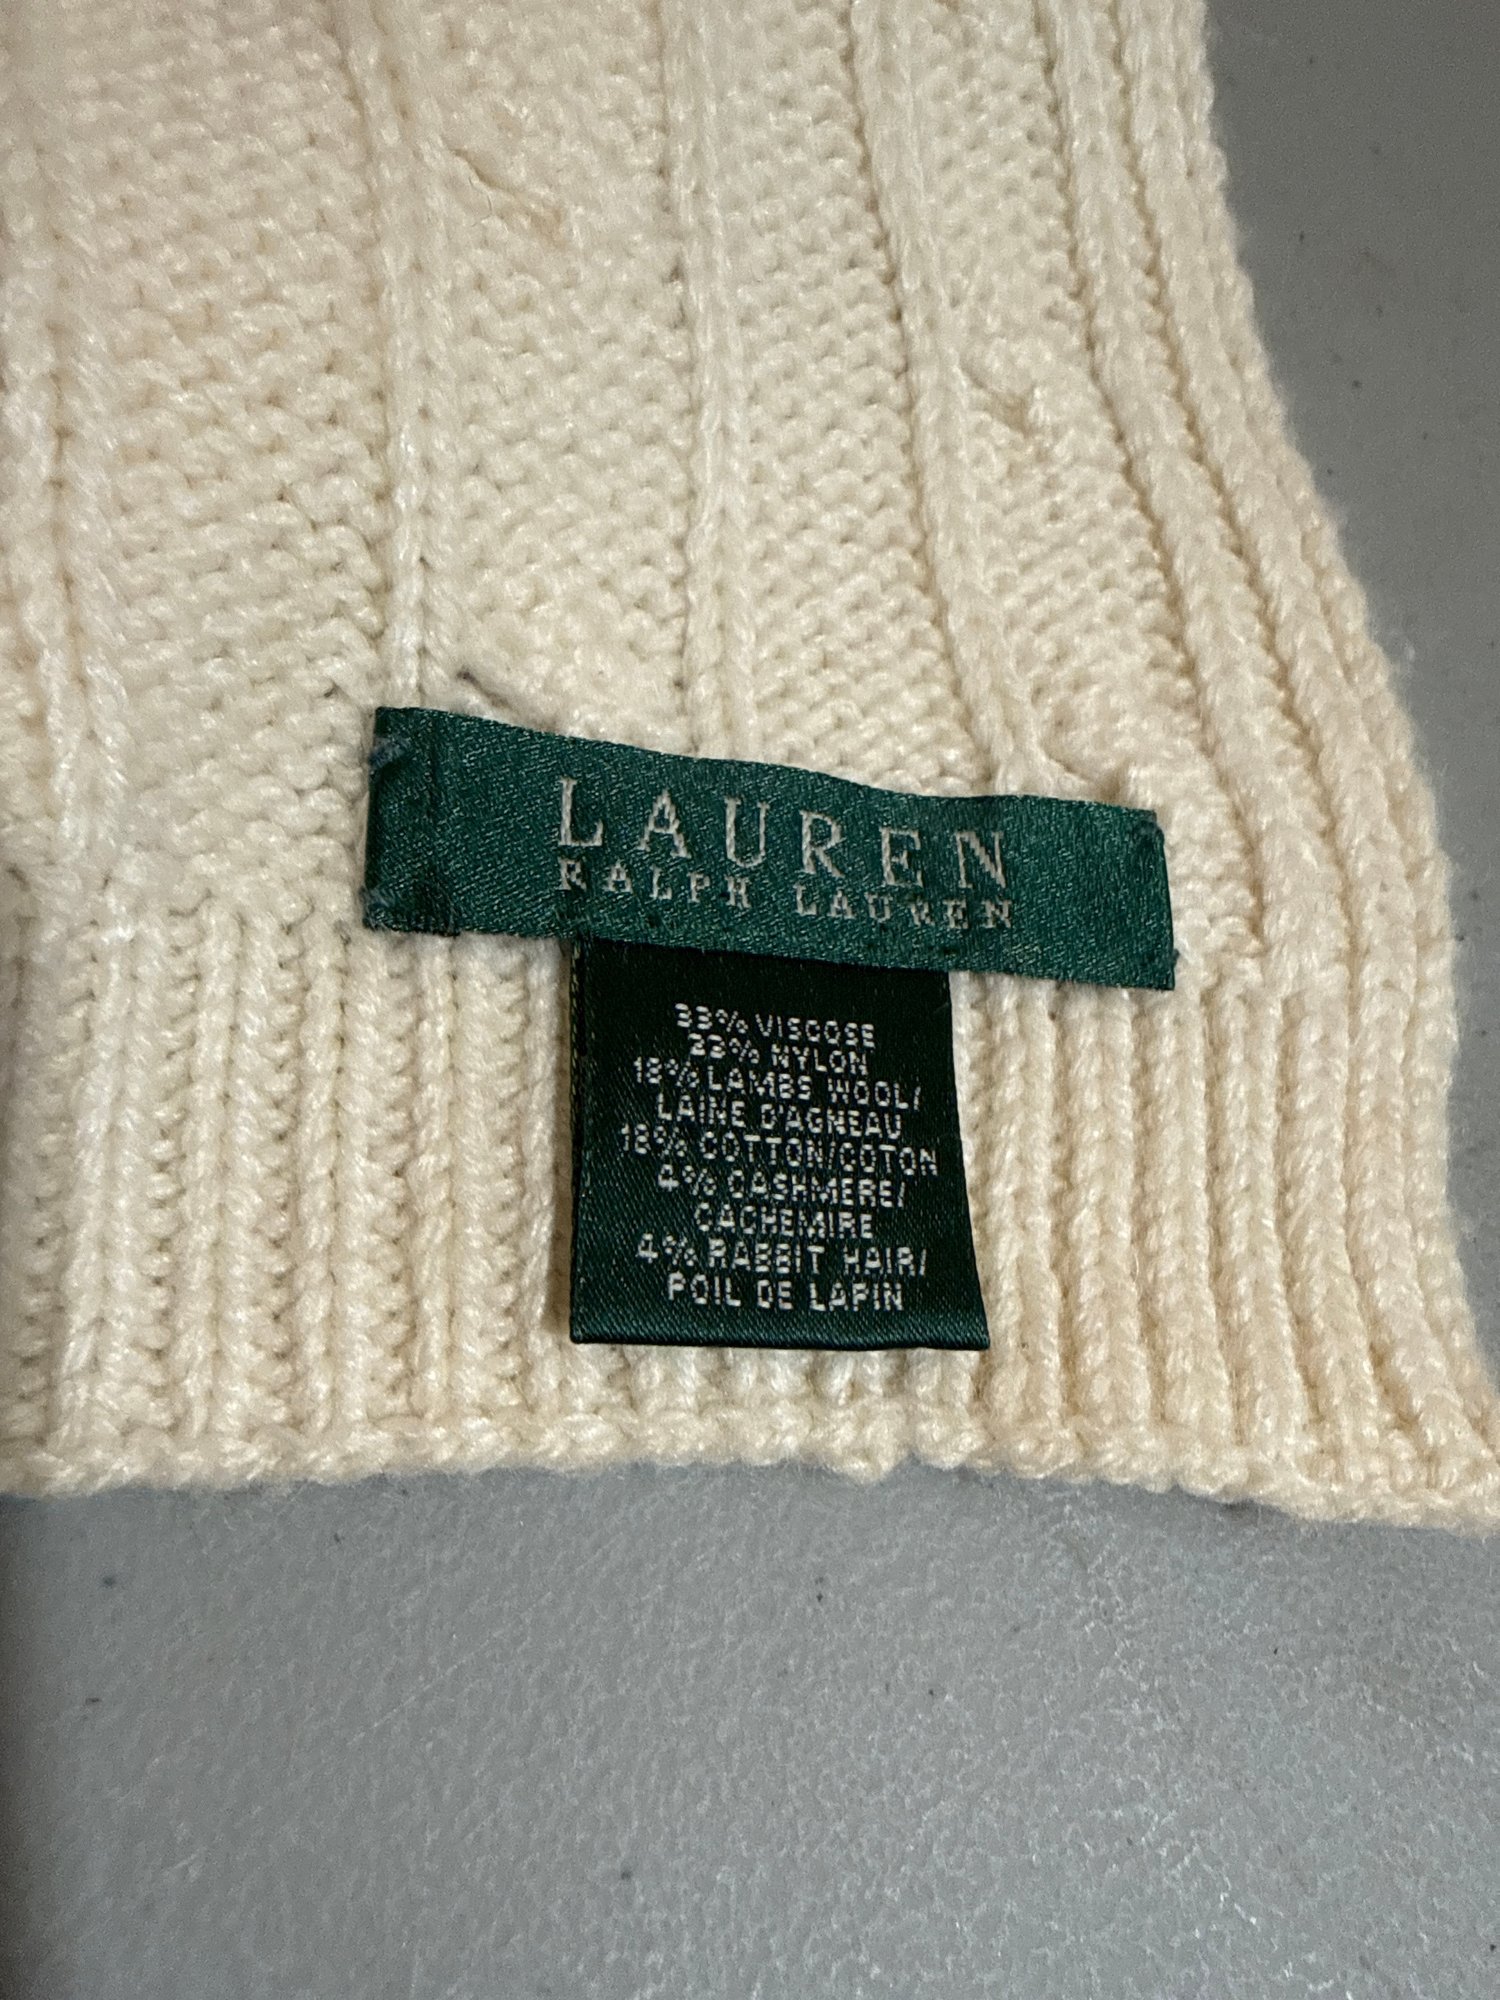 LAUREN
RALPH LAUREN
33% VISCOSE
23% NYLON
18% LAMBS WOOL/
LAINE D'AGNEAU
18% COTTON/COTON
4% CASHMERE/
CACHEMIRE
4% RABBIT HAIR/
POIL DE LAPIN